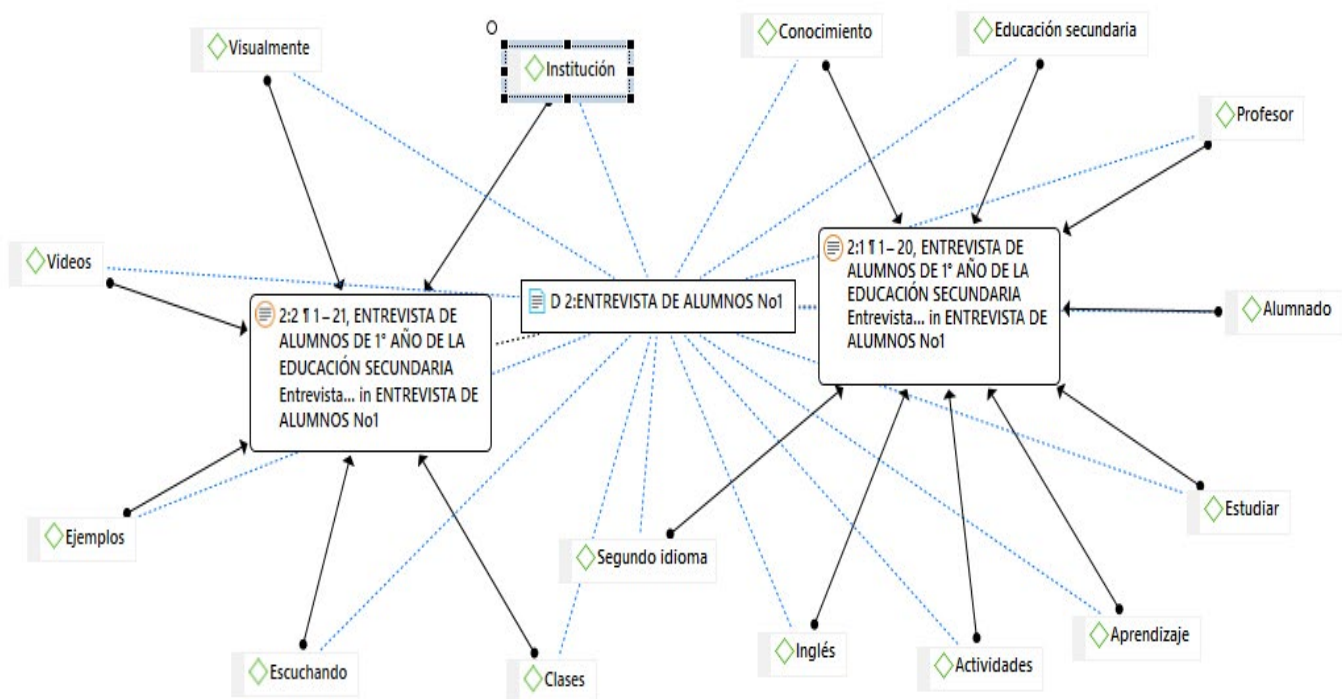 Visualmente
Institución
Conocimiento
Educación secundaria
Profesor
Videos
2:2 ¶ 1 – 21, ENTREVISTA DE
ALUMNOS DE 1° AÑO DE LA
EDUCACIÓN SECUNDARIA
Entrevista... in ENTREVISTA DE
ALUMNOS No1
D 2:ENTREVISTA DE ALUMNOS No1
2:1 ¶ 1 – 20, ENTREVISTA DE
ALUMNOS DE 1° AÑO DE LA
EDUCACIÓN SECUNDARIA
Entrevista... in ENTREVISTA DE
ALUMNOS No1
Alumnado
Ejemplos
Segundo idioma
Estudiar
Escuchando
Clases
Inglés
Actividades
Aprendizaje